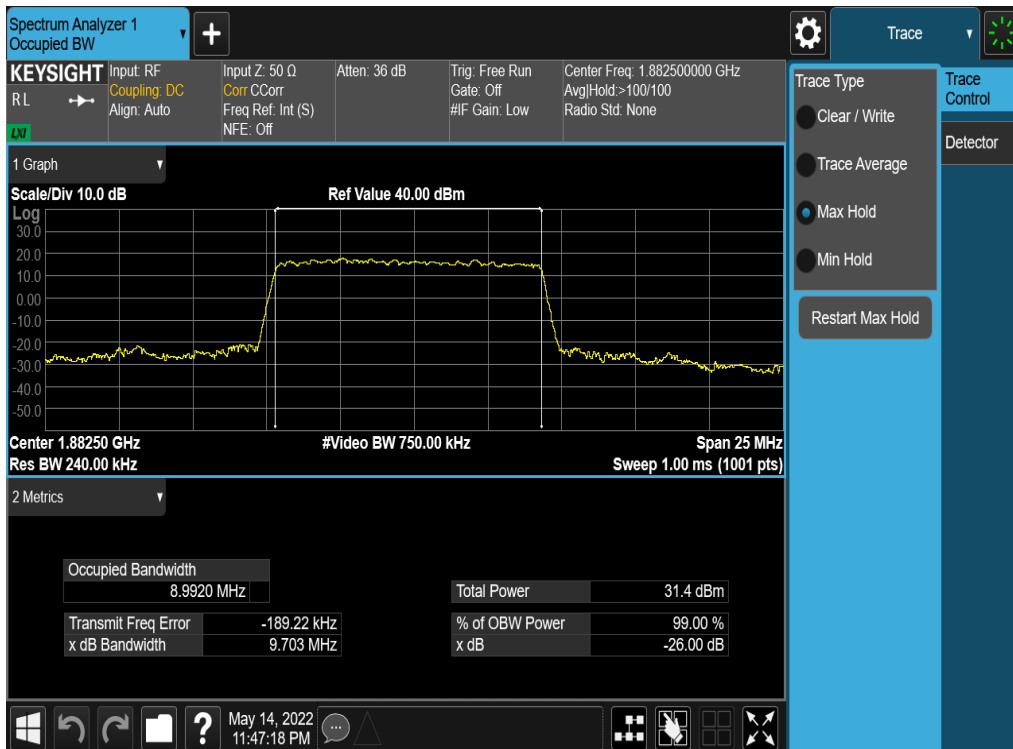 Spectrum Analyzer 1
Occupied BW
+
Trace
KEYSIGHT
R L
LXI
Input: RF
Coupling: DC
Align: Auto
Input Z: 50 Ω
Corr CCorr
Freq Ref: Int (S)
NFE: Off
Atten: 36 dB
Trig: Free Run
Gate: Off
#IF Gain: Low
Center Freq: 1.882500000 GHz
Avg|Hold:>100/100
Radio Std: None
Trace Type
Clear / Write
Trace Average
Max Hold
Min Hold
Restart Max Hold
Trace
Control
Detector
1 Graph
Scale/Div 10.0 dB
Ref Value 40.00 dBm
Log
30.0
20.0
10.0
0.00
-10.0
-20.0
-30.0
-40.0
-50.0
Center 1.88250 GHz
#Video BW 750.00 kHz
Span 25 MHz
Res BW 240.00 kHz
Sweep 1.00 ms (1001 pts)
2 Metrics
Occupied Bandwidth
8.9920 MHz
Total Power 31.4 dBm
Transmit Freq Error -189.22 kHz
% of OBW Power 99.00 %
x dB Bandwidth 9.703 MHz
x dB -26.00 dB
?
May 14, 2022
11:47:18 PM